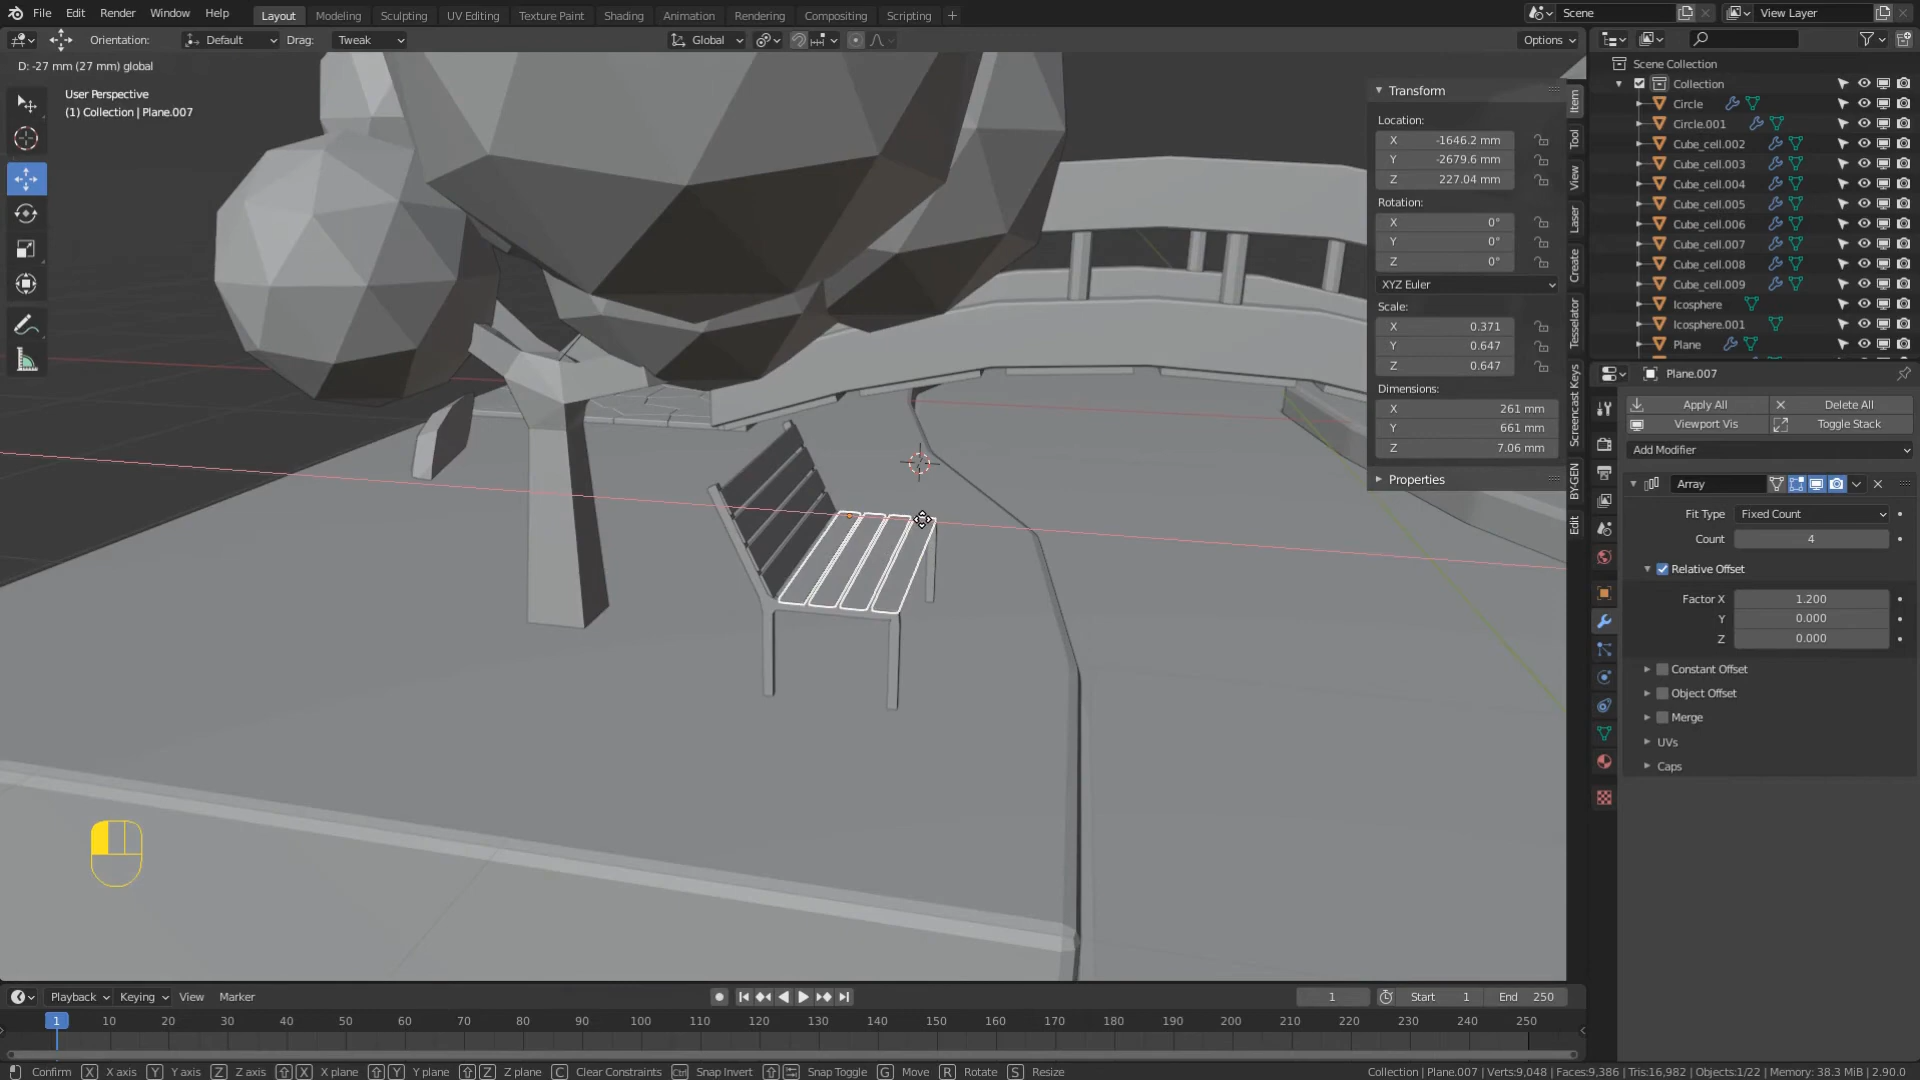 File Edit Render Window Help Layout Modeling Sculpting UV Editing Texture Paint Shading Animation Rendering Compositing Scripting + Scene View Layer
Orientation: Default Drag: Tweak Global Options
D: -27 mm (27 mm) global
User Perspective
(1) Collection | Plane.007
Transform
Location:
X -1646.2 mm
Y -2679.6 mm
Z 227.04 mm
Rotation:
X 0°
Y 0°
Z 0°
XYZ Euler
Scale:
X 0.371
Y 0.647
Z 0.647
Dimensions:
X 261 mm
Y 661 mm
Z 7.06 mm
Properties
Item
Tool
View
Laser
Create
Tesselator
Screencast Keys
BY-GEN
Edit
Scene Collection
Collection
Circle
Circle.001
Cube_cell.002
Cube_cell.003
Cube_cell.004
Cube_cell.005
Cube_cell.006
Cube_cell.007
Cube_cell.008
Cube_cell.009
Icosphere
Icosphere.001
Plane
Plane.007
Apply All Delete All
Viewport Vis Toggle Stack
Add Modifier
Array
Fit Type Fixed Count
Count 4
Relative Offset
Factor X 1.200
Y 0.000
Z 0.000
Constant Offset
Object Offset
Merge
UVs
Caps
Playback Keying View Marker 1 Start 1 End 250
1 10 20 30 40 50 60 70 80 90 100 110 120 130 140 150 160 170 180 190 200 210 220 230 240 250
Confirm X X axis Y Y axis Z Z axis X X plane Y Y plane Z Z plane C Clear Constraints Ctrl Snap Invert Snap Toggle G Move R Rotate S Resize Collection | Plane.007 | Verts:9,048 | Faces:9,386 | Tris:16,982 | Objects:1/22 | Memory: 38.3 MiB | 2.90.0